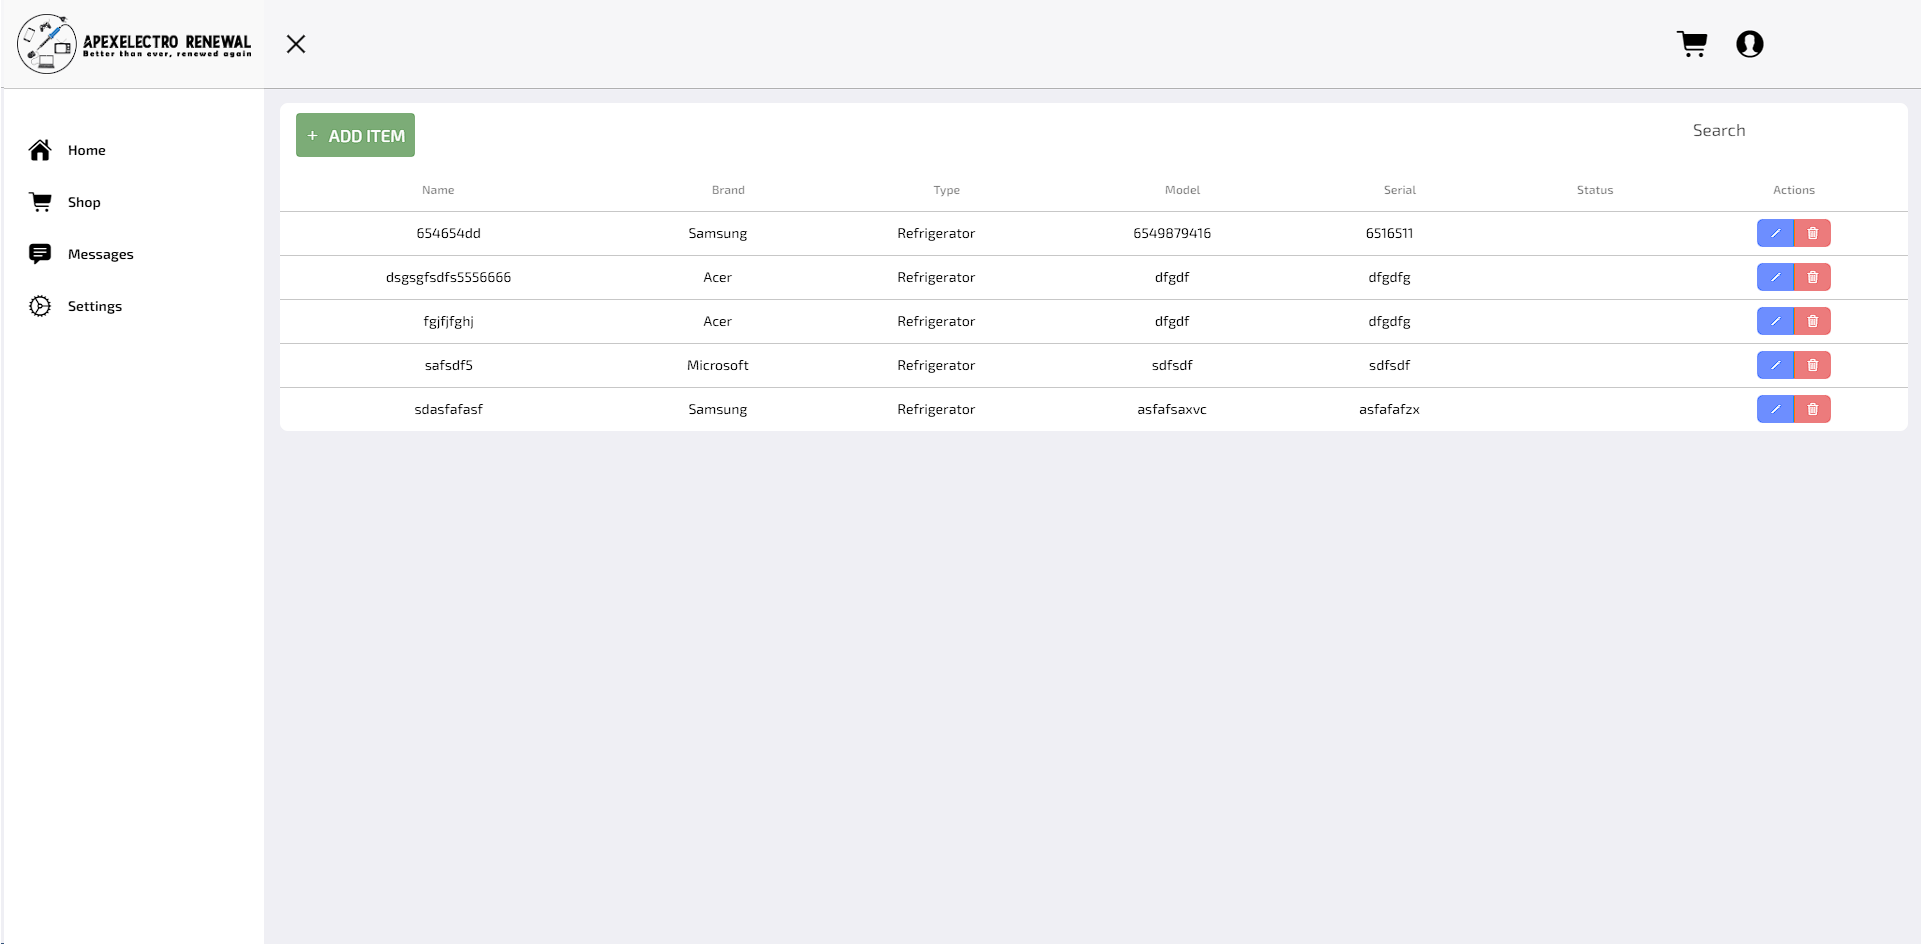 APEXELECTRO RENEWAL
Better than ever, renewed again
Home
Shop
Messages
Settings
+ ADD ITEM
Search
Name Brand Type Model Serial Status Actions
654654dd Samsung Refrigerator 6549879416 6516511
dsgsgfsdfs5556666 Acer Refrigerator dfgdf dfgdfg
fgjfjfghj Acer Refrigerator dfgdf dfgdfg
safsdf5 Microsoft Refrigerator sdfsdf sdfsdf
sdasfafasf Samsung Refrigerator asfafsaxvc asfafafzx